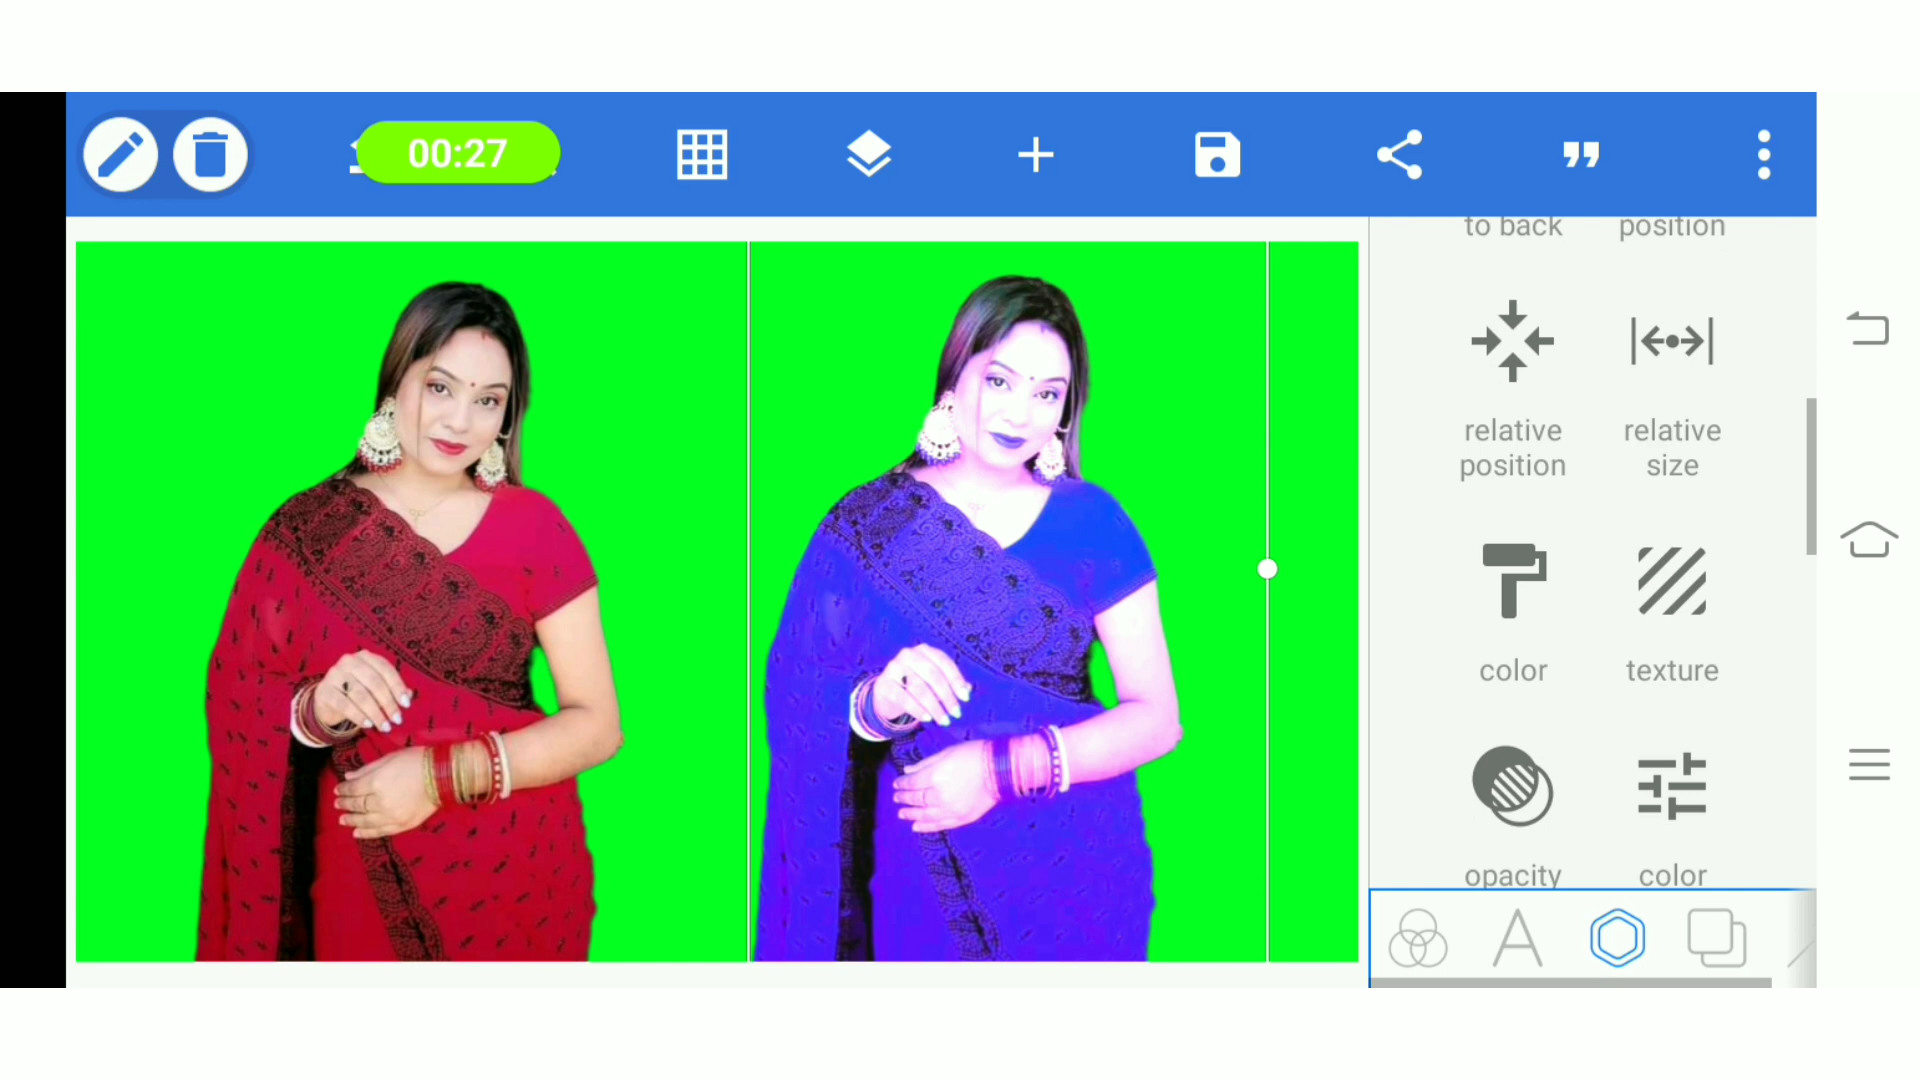 00:27
to back
position
relative
position
relative
size
color
texture
opacity
color